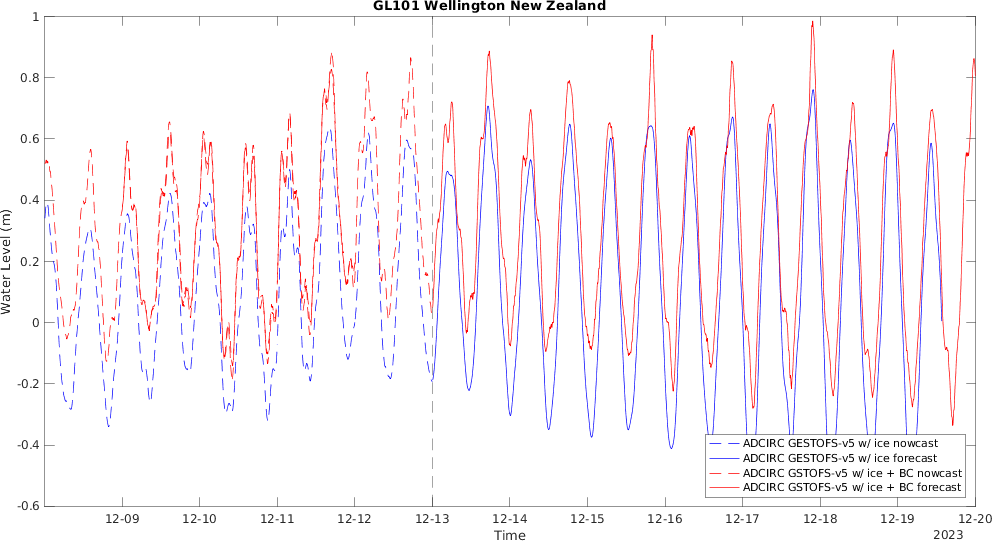 GL101 Wellington New Zealand
1
0.8
0.6
0.4
0.2
0
-0.2
-0.4
-0.6
Water Level (m)
12-09 12-10 12-11 12-12 12-13 12-14 12-15 12-16 12-17 12-18 12-19 12-20
Time
2023
ADCIRC GESTOFS-v5 w/ ice nowcast
ADCIRC GESTOFS-v5 w/ ice forecast
ADCIRC GSTOFS-v5 w/ ice + BC nowcast
ADCIRC GSTOFS-v5 w/ ice + BC forecast